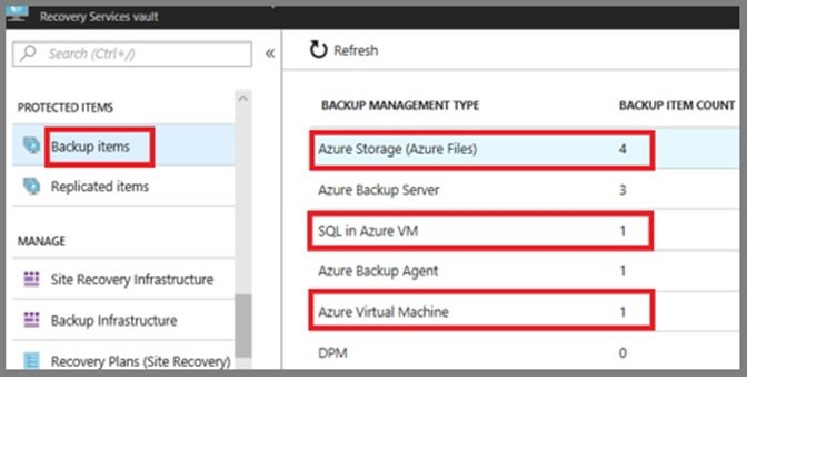 Recovery Services vault
Search (Ctrl+/)
«
Refresh
PROTECTED ITEMS
Backup items
Replicated items
MANAGE
Site Recovery Infrastructure
Backup Infrastructure
Recovery Plans (Site Recovery)
BACKUP MANAGEMENT TYPE BACKUP ITEM COUNT
Azure Storage (Azure Files) 4
Azure Backup Server 3
SQL in Azure VM 1
Azure Backup Agent 1
Azure Virtual Machine 1
DPM 0